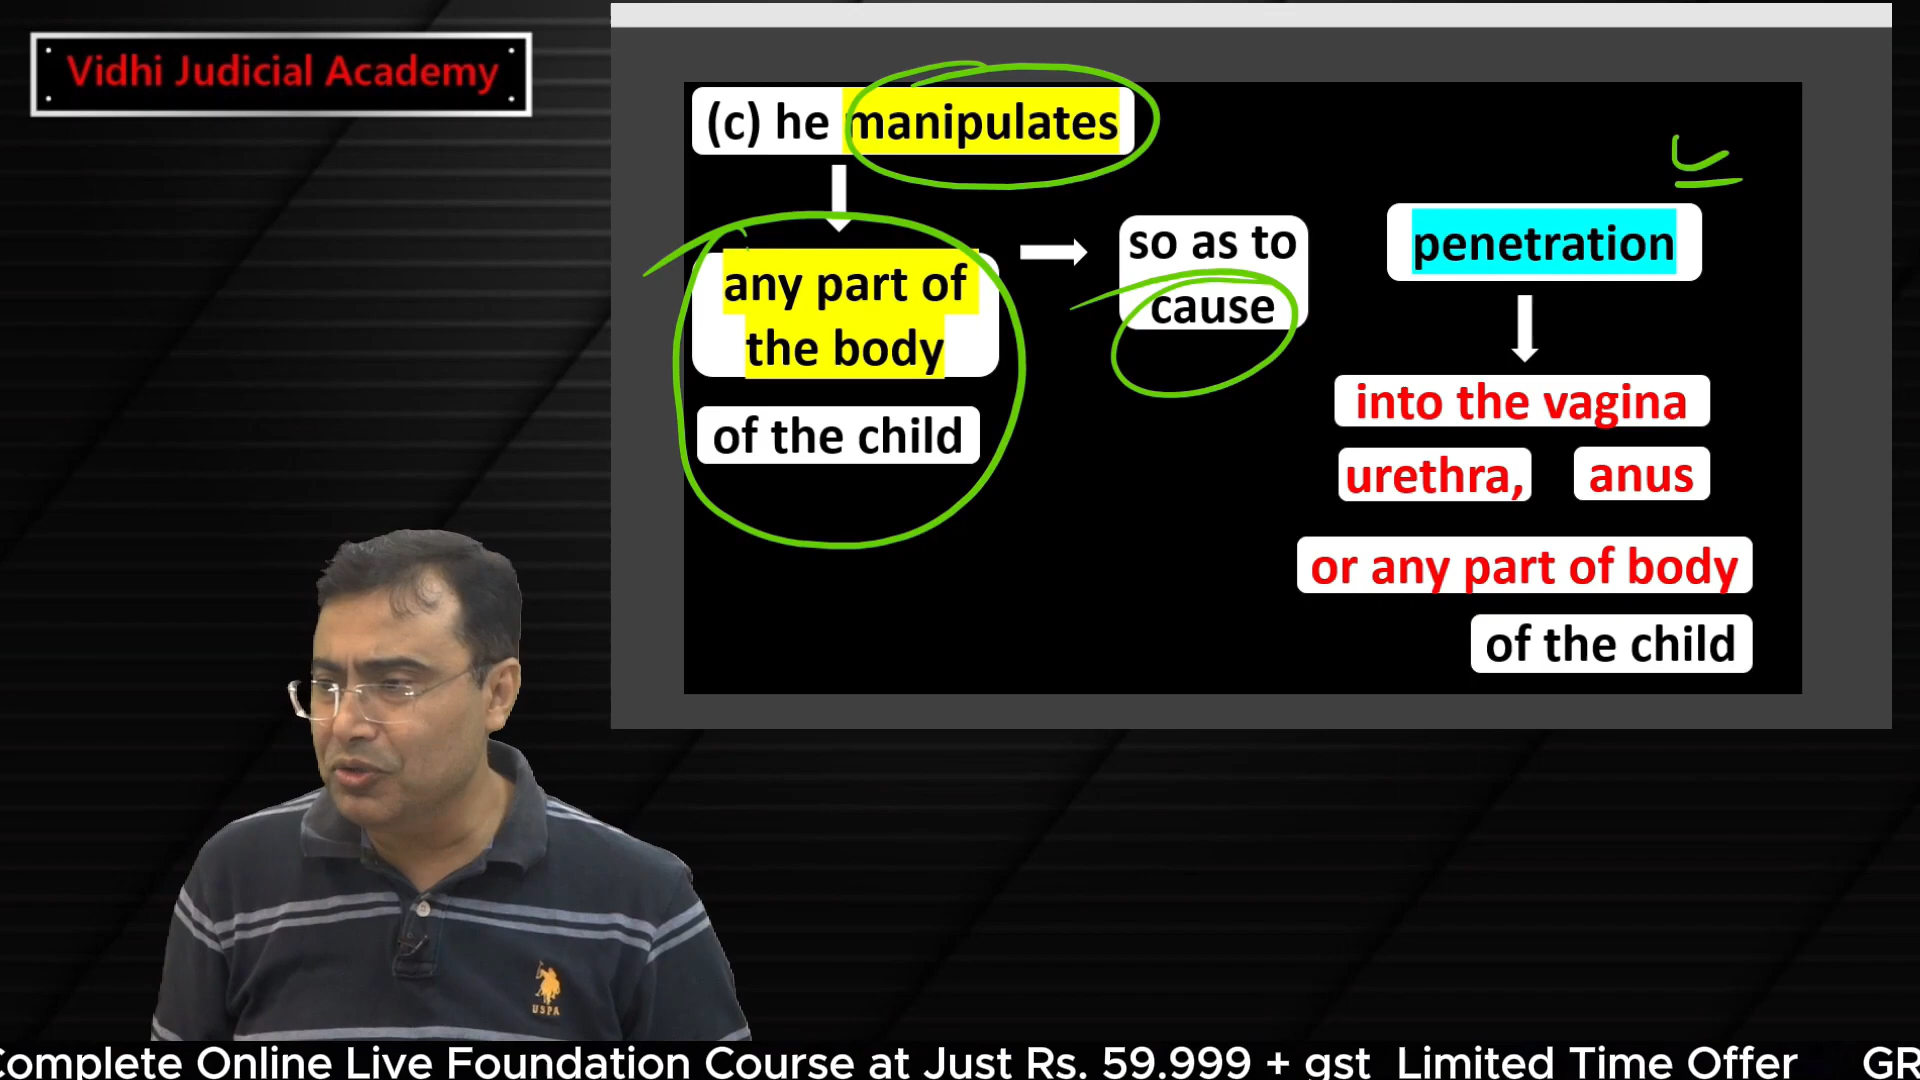 Vidhi Judicial Academy
(c) he manipulates
any part of
the body
of the child
so as to
cause
penetration
into the vagina
urethra, anus
or any part of body
of the child
USPA
Complete Online Live Foundation Course at Just Rs. 59.999 + gst Limited Time Offer GR